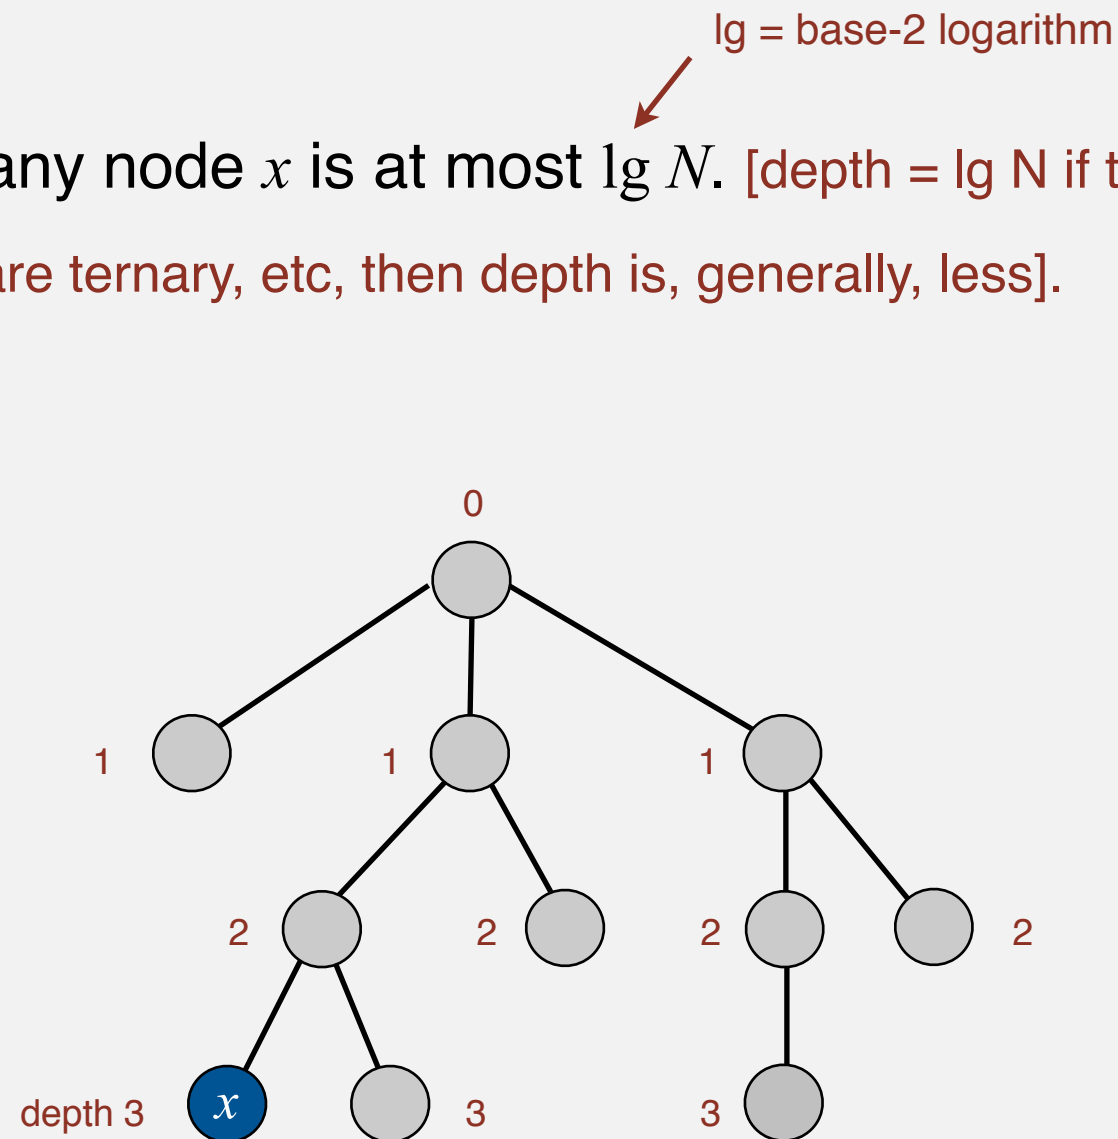 lg = base-2 logarithm
any node x is at most lg N. [depth = lg N if t
are ternary, etc, then depth is, generally, less].
0
1 1 1
2 2 2 2
depth 3 x 3 3